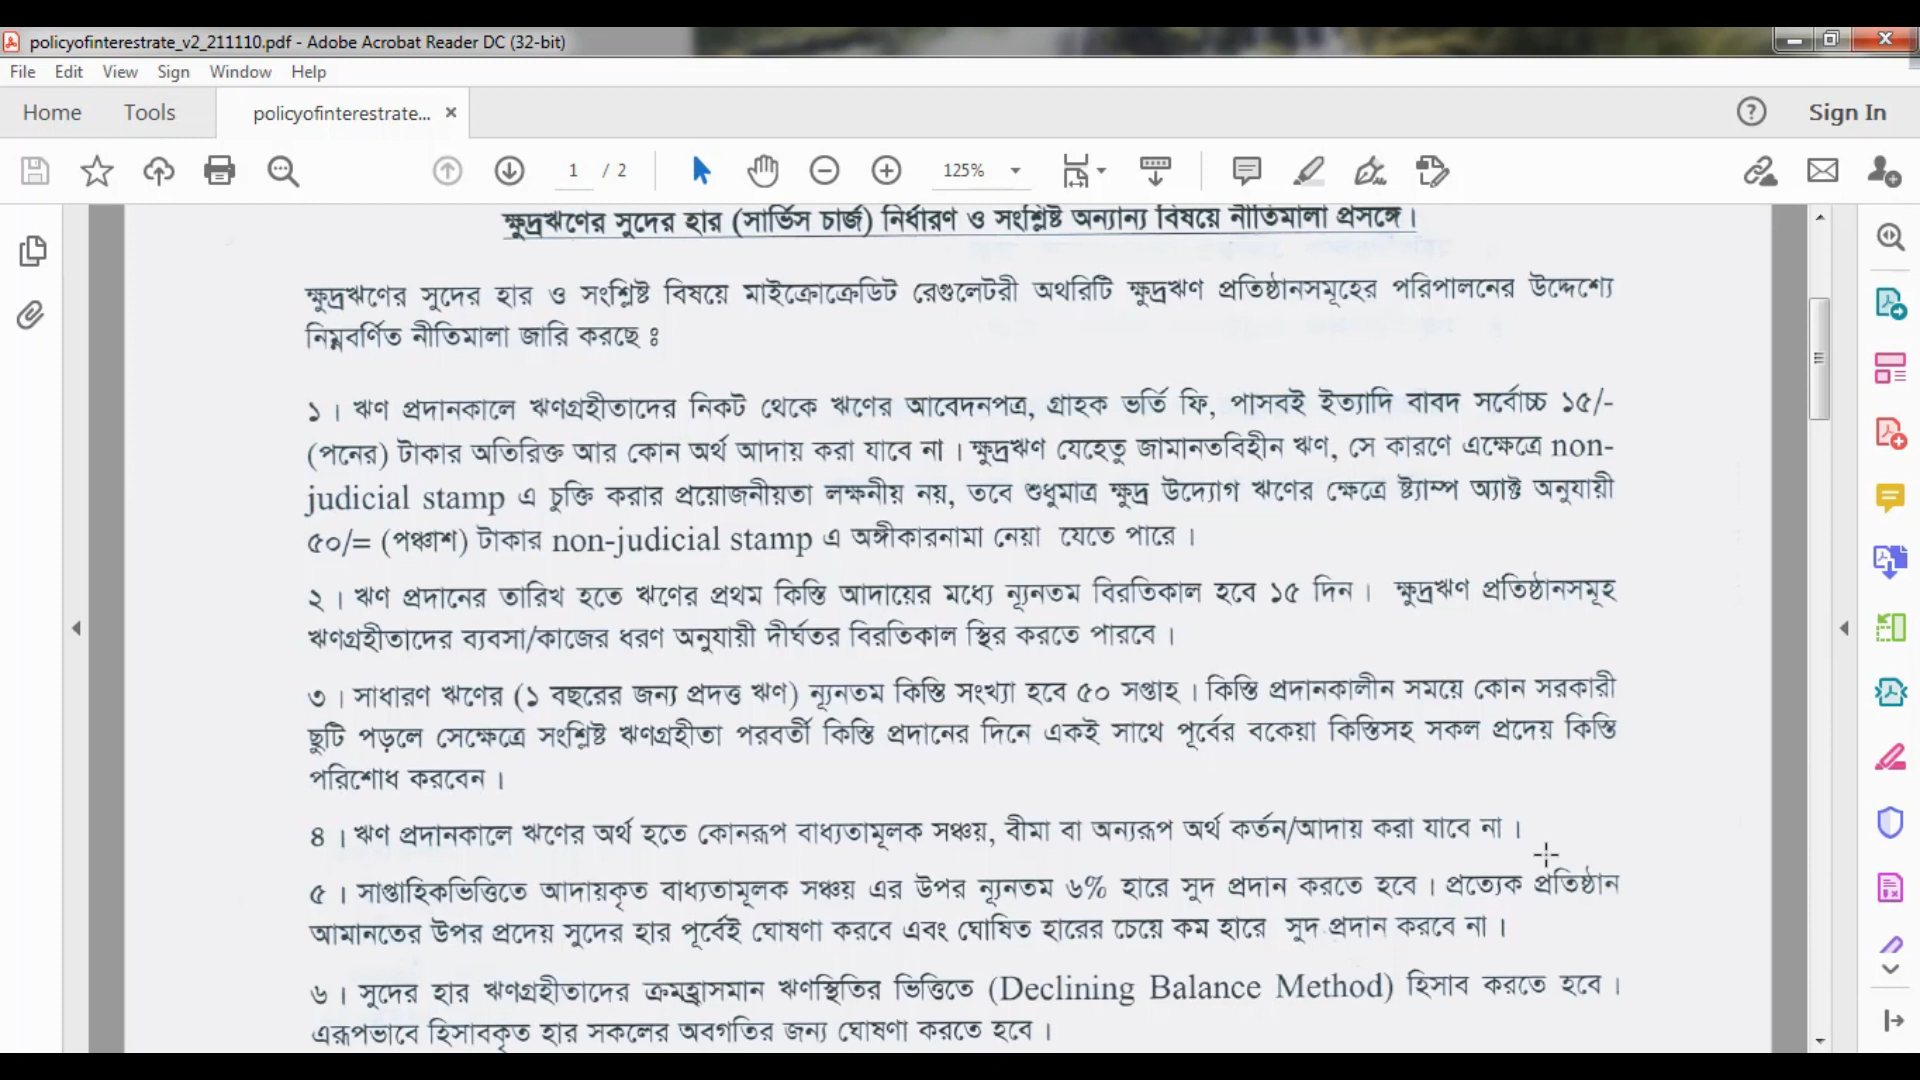 policyofinterestrate_v2_211110.pdf - Adobe Acrobat Reader DC (32-bit)
File Edit View Sign Window Help
Home Tools policyofinterestrate... × Sign In
1 / 2 125%
ক্ষুদ্রঋণের সুদের হার (সার্ভিস চার্জ) নির্ধারণ ও সংশ্লিষ্ট অন্যান্য বিষয়ে নীতিমালা প্রসঙ্গে।
ক্ষুদ্রঋণের সুদের হার ও সংশ্লিষ্ট বিষয়ে মাইক্রোক্রেডিট রেগুলেটরী অথরিটি ক্ষুদ্রঋণ প্রতিষ্ঠানসমূহের পরিপালনের উদ্দেশ্যে
নিম্নবর্ণিত নীতিমালা জারি করছে ঃ
১। ঋণ প্রদানকালে ঋণগ্রহীতাদের নিকট থেকে ঋণের আবেদনপত্র, গ্রাহক ভর্তি ফি, পাসবই ইত্যাদি বাবদ সর্বোচ্চ ১৫/-
(পনের) টাকার অতিরিক্ত আর কোন অর্থ আদায় করা যাবে না। ক্ষুদ্রঋণ যেহেতু জামানতবিহীন ঋণ, সে কারণে এক্ষেত্রে non-
judicial stamp এ চুক্তি করার প্রয়োজনীয়তা লক্ষনীয় নয়, তবে শুধুমাত্র ক্ষুদ্র উদ্যোগ ঋণের ক্ষেত্রে ষ্ট্যাম্প অ্যাক্ট অনুযায়ী
৫০/= (পঞ্চাশ) টাকার non-judicial stamp এ অঙ্গীকারনামা নেয়া যেতে পারে।
২। ঋণ প্রদানের তারিখ হতে ঋণের প্রথম কিস্তি আদায়ের মধ্যে ন্যূনতম বিরতিকাল হবে ১৫ দিন। ক্ষুদ্রঋণ প্রতিষ্ঠানসমূহ
ঋণগ্রহীতাদের ব্যবসা/কাজের ধরণ অনুযায়ী দীর্ঘতর বিরতিকাল স্থির করতে পারবে।
৩। সাধারণ ঋণের (১ বছরের জন্য প্রদত্ত ঋণ) ন্যূনতম কিস্তি সংখ্যা হবে ৫০ সপ্তাহ। কিস্তি প্রদানকালীন সময়ে কোন সরকারী
ছুটি পড়লে সেক্ষেত্রে সংশ্লিষ্ট ঋণগ্রহীতা পরবর্তী কিস্তি প্রদানের দিনে একই সাথে পূর্বের বকেয়া কিস্তিসহ সকল প্রদেয় কিস্তি
পরিশোধ করবেন।
৪। ঋণ প্রদানকালে ঋণের অর্থ হতে কোনরূপ বাধ্যতামূলক সঞ্চয়, বীমা বা অন্যরূপ অর্থ কর্তন/আদায় করা যাবে না।
৫। সাপ্তাহিকভিত্তিতে আদায়কৃত বাধ্যতামূলক সঞ্চয় এর উপর ন্যূনতম ৬% হারে সুদ প্রদান করতে হবে। প্রত্যেক প্রতিষ্ঠান
আমানতের উপর প্রদেয় সুদের হার পূর্বেই ঘোষণা করবে এবং ঘোষিত হারের চেয়ে কম হারে সুদ প্রদান করবে না।
৬। সুদের হার ঋণগ্রহীতাদের ক্রমহ্রাসমান ঋণস্থিতির ভিত্তিতে (Declining Balance Method) হিসাব করতে হবে।
এরূপভাবে হিসাবকৃত হার সকলের অবগতির জন্য ঘোষণা করতে হবে।